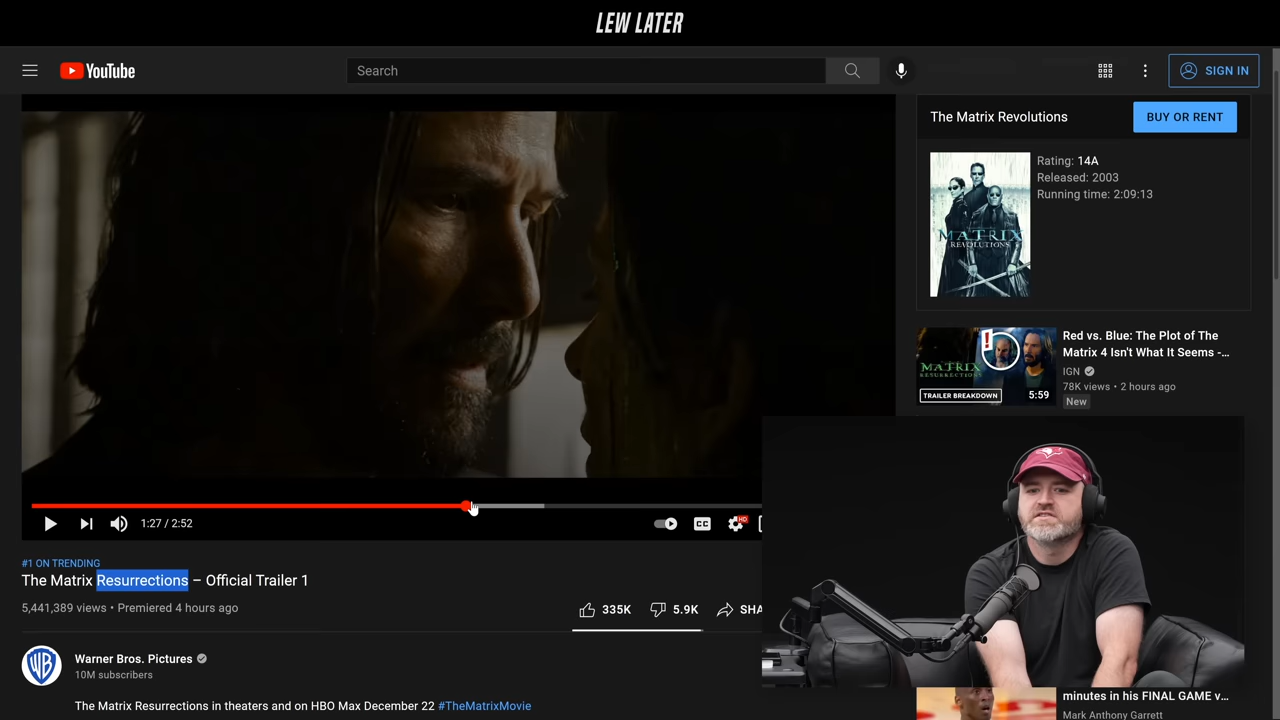 LEW LATER
YouTube
Search
SIGN IN
The Matrix Revolutions
BUY OR RENT
Rating: 14A
Released: 2003
Running time: 2:09:13
MATRIX
REVOLUTIONS
Red vs. Blue: The Plot of The
Matrix 4 Isn't What It Seems -...
IGN
78K views • 2 hours ago
New
MATRIX
RESURRECTIONS
TRAILER BREAKDOWN
5:59
1:27 / 2:52
CC
HD
#1 ON TRENDING
The Matrix Resurrections – Official Trailer 1
5,441,389 views • Premiered 4 hours ago
335K
5.9K
SHA
WB
Warner Bros. Pictures
10M subscribers
The Matrix Resurrections in theaters and on HBO Max December 22 #TheMatrixMovie
minutes in his FINAL GAME v...
Mark Anthony Garrett